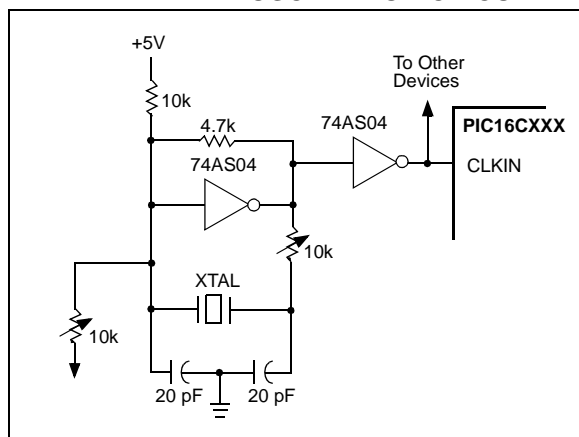 +5V
To Other
Devices
10k
4.7k
74AS04
PIC16CXXX
74AS04
CLKIN
10k
XTAL
10k
20 pF
20 pF